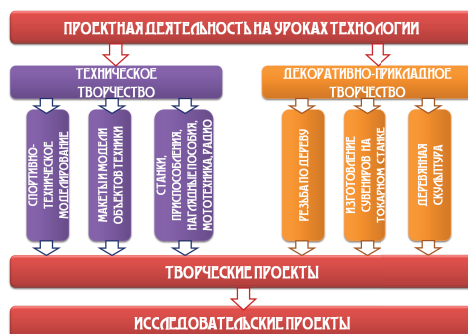 ПРОЕКТНАЯ ДЕЯТЕЛЬНОСТЬ НА УРОКАХ ТЕХНОЛОГИИ
ТЕХНИЧЕСКОЕ
ТВОРЧЕСТВО
ДЕКОРАТИВНО-ПРИКЛАДНОЕ
ТВОРЧЕСТВО
СПОРТИВНО-
ТЕХНИЧЕСКОЕ
МОДЕЛИРОВАНИЕ
МАКЕТЫ И МОДЕЛИ
ОБЪЕКТОВ ТЕХНИКИ
СТАНКИ,
ПРИСПОСОБЛЕНИЯ,
НАГЛЯДНЫЕ ПОСОБИЯ,
МОТОТЕХНИКА, РАДИО
РЕЗЬБА ПО ДЕРЕВУ
ИЗГОТОВЛЕНИЕ
СУВЕНИРОВ НА
ТОКАРНОМ СТАНКЕ
ДЕРЕВЯННАЯ
СКУЛЬПТУРА
ТВОРЧЕСКИЕ ПРОЕКТЫ
ИССЛЕДОВАТЕЛЬСКИЕ ПРОЕКТЫ